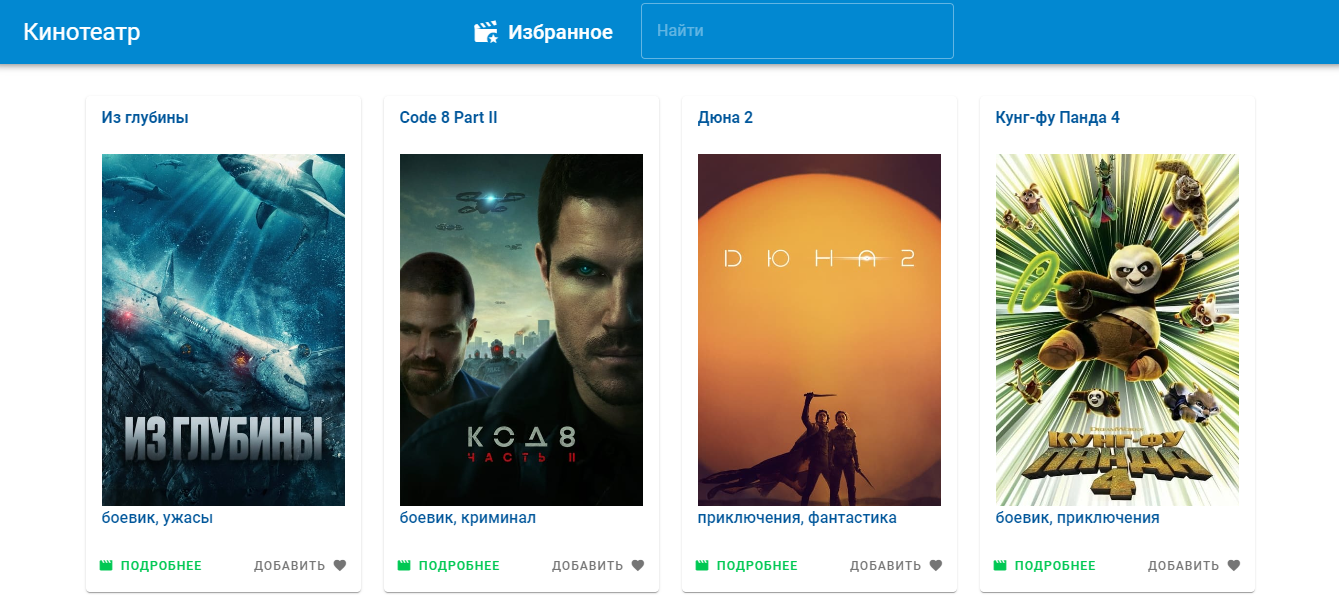 Кинотеатр
Избранное
Найти
Из глубины
Code 8 Part II
Дюна 2
Кунг-фу Панда 4
ИЗ ГЛУБИНЫ
КОД 8
ЧАСТЬ II
ДЮНА 2
DREAMWORKS
КУНГ-ФУ
ПАНДА
4
боевик, ужасы
боевик, криминал
приключения, фантастика
боевик, приключения
ПОДРОБНЕЕ
ДОБАВИТЬ
ПОДРОБНЕЕ
ДОБАВИТЬ
ПОДРОБНЕЕ
ДОБАВИТЬ
ПОДРОБНЕЕ
ДОБАВИТЬ